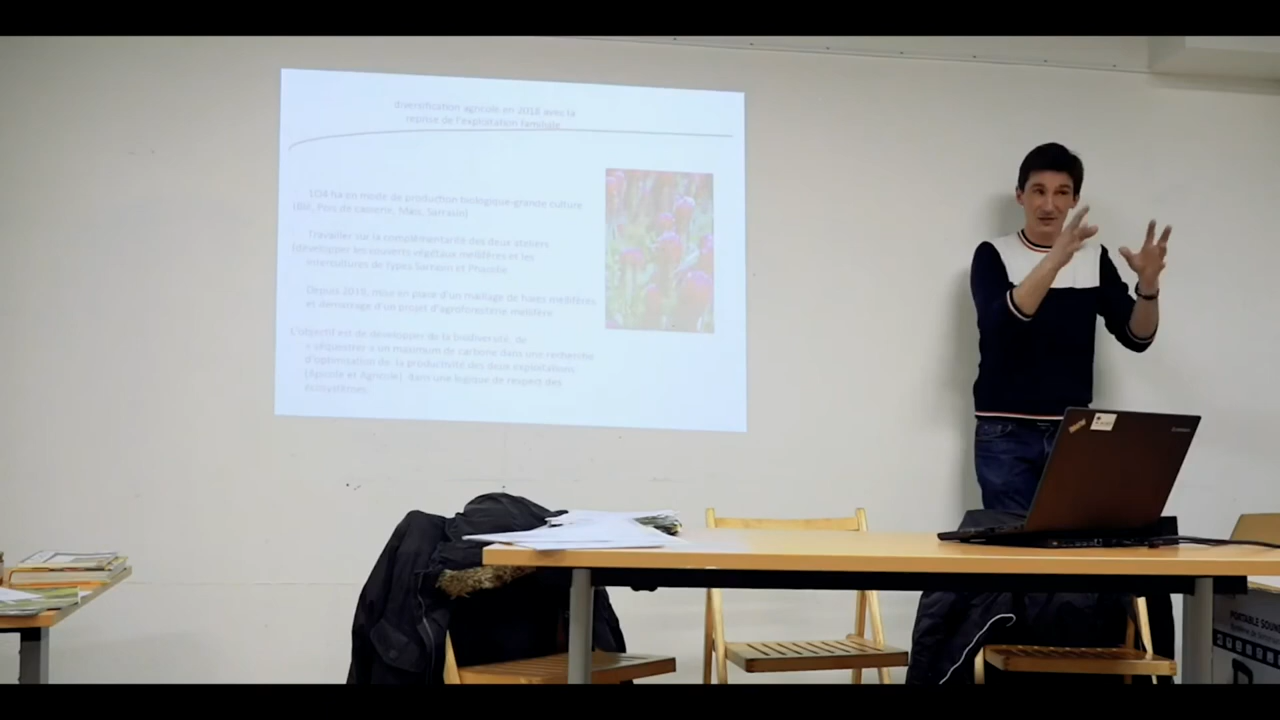 diversification agricole en 2018 avec la
reprise de l'exploitation familiale
104 ha en mode de production biologique-grande culture
(Blé, Pois de casserie, Maïs, Sarrasin)
Travailler sur la complémentarité des deux ateliers
(développer les couverts végétaux mellifères et les
intercultures de types Sarrasin et Phacélie
Depuis 2019, mise en place d'un maillage de haies mellifères
et démarrage d'un projet d'agroforesterie mellifère
L'objectif est de développer de la biodiversité, de
« séquestrer » un maximum de carbone dans une recherche
d'optimisation de la productivité des deux exploitations
(Apicole et Agricole) dans une logique de respect des
écosystèmes
PORTABLE SOUN